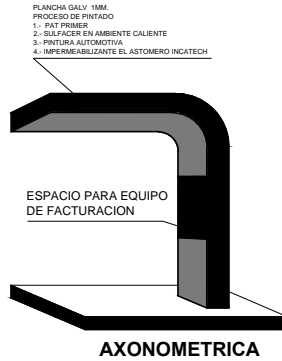 PLANCHA GALV 1MM.
PROCESO DE PINTADO
1.- PAT PRIMER
2.- SULFACER EN AMBIENTE CALIENTE
3.- PINTURA AUTOMOTIVA
4.- IMPERMEABILIZANTE EL ASTOMERO INCATECH
ESPACIO PARA EQUIPO
DE FACTURACION
AXONOMETRICA